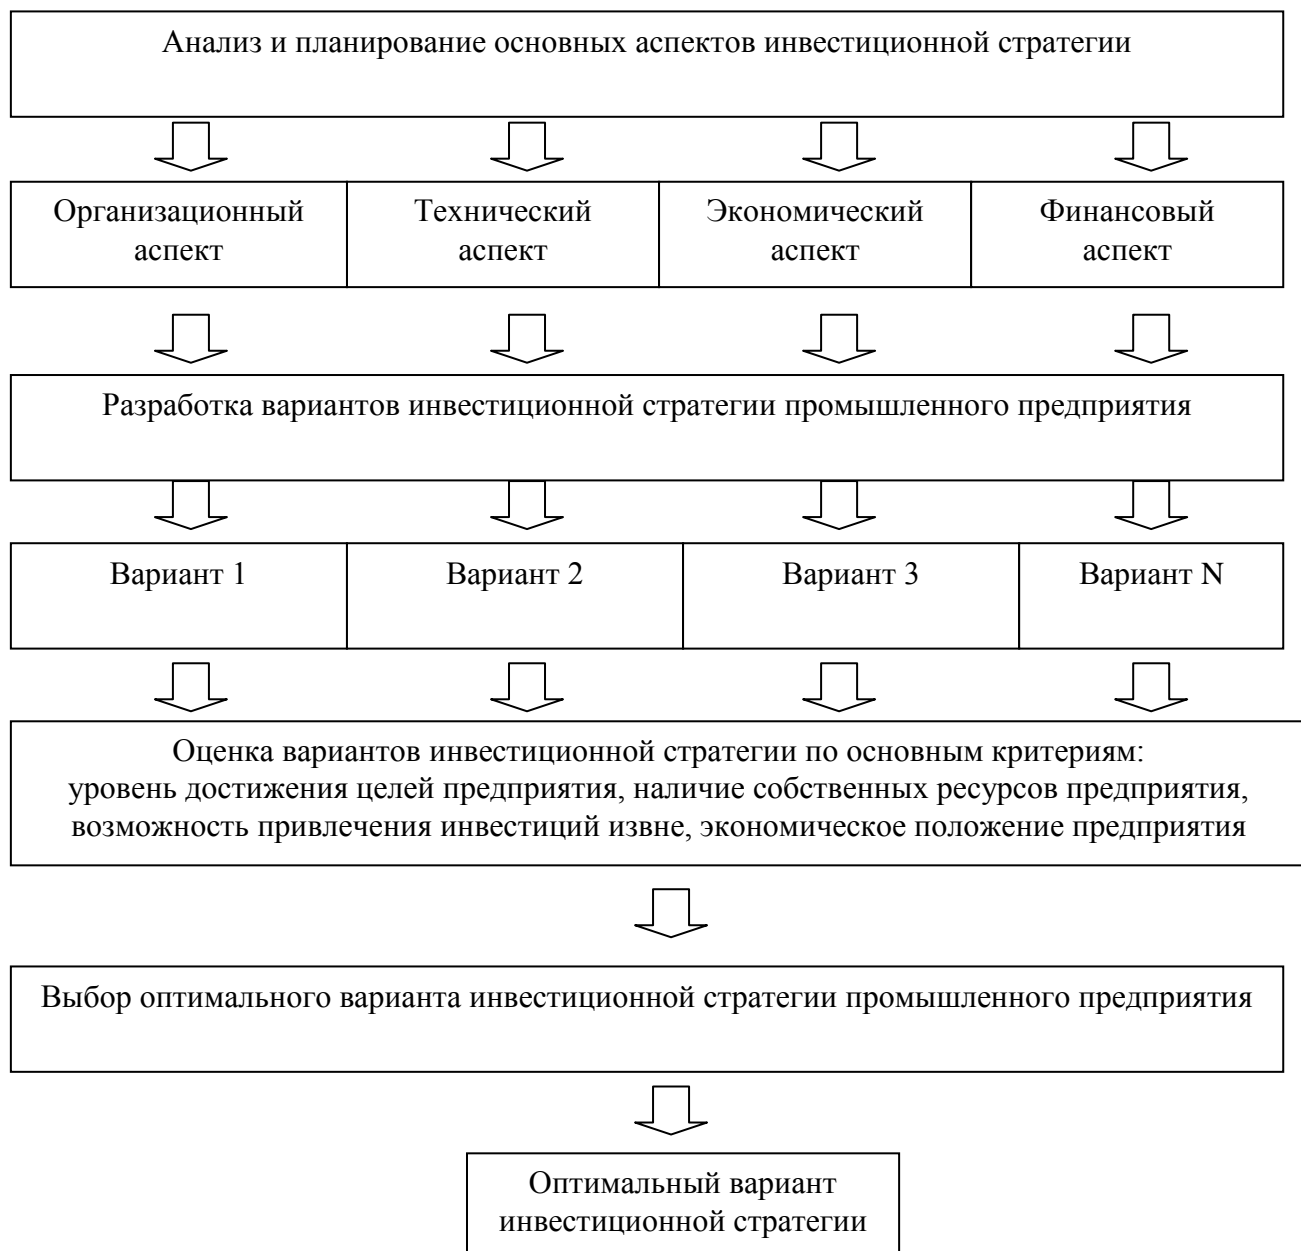 Анализ и планирование основных аспектов инвестиционной стратегии
Организационный аспект
Технический аспект
Экономический аспект
Финансовый аспект
Разработка вариантов инвестиционной стратегии промышленного предприятия
Вариант 1
Вариант 2
Вариант 3
Вариант N
Оценка вариантов инвестиционной стратегии по основным критериям:
уровень достижения целей предприятия, наличие собственных ресурсов предприятия,
возможность привлечения инвестиций извне, экономическое положение предприятия
Выбор оптимального варианта инвестиционной стратегии промышленного предприятия
Оптимальный вариант
инвестиционной стратегии